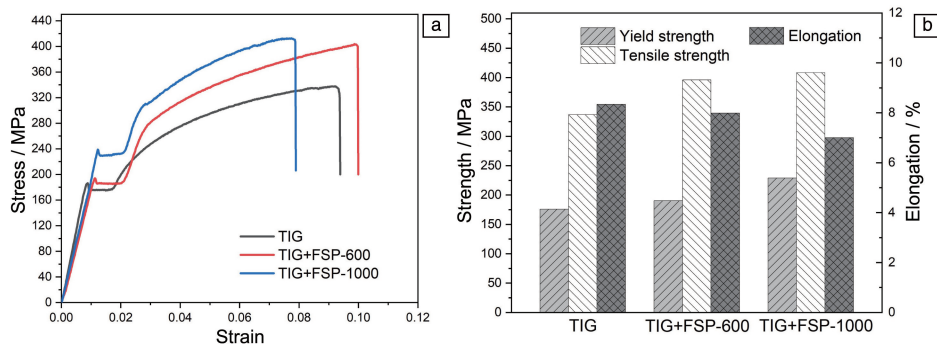 a
Stress / MPa
440
400
360
320
280
240
200
160
120
80
40
0
0.00
0.02
0.04
0.06
0.08
0.10
0.12
Strain
TIG
TIG+FSP-600
TIG+FSP-1000
b
Strength / MPa
500
450
400
350
300
250
200
150
100
50
0
Yield strength
Tensile strength
Elongation
TIG
TIG+FSP-600
TIG+FSP-1000
12
10
8
6
4
2
0
Elongation / %